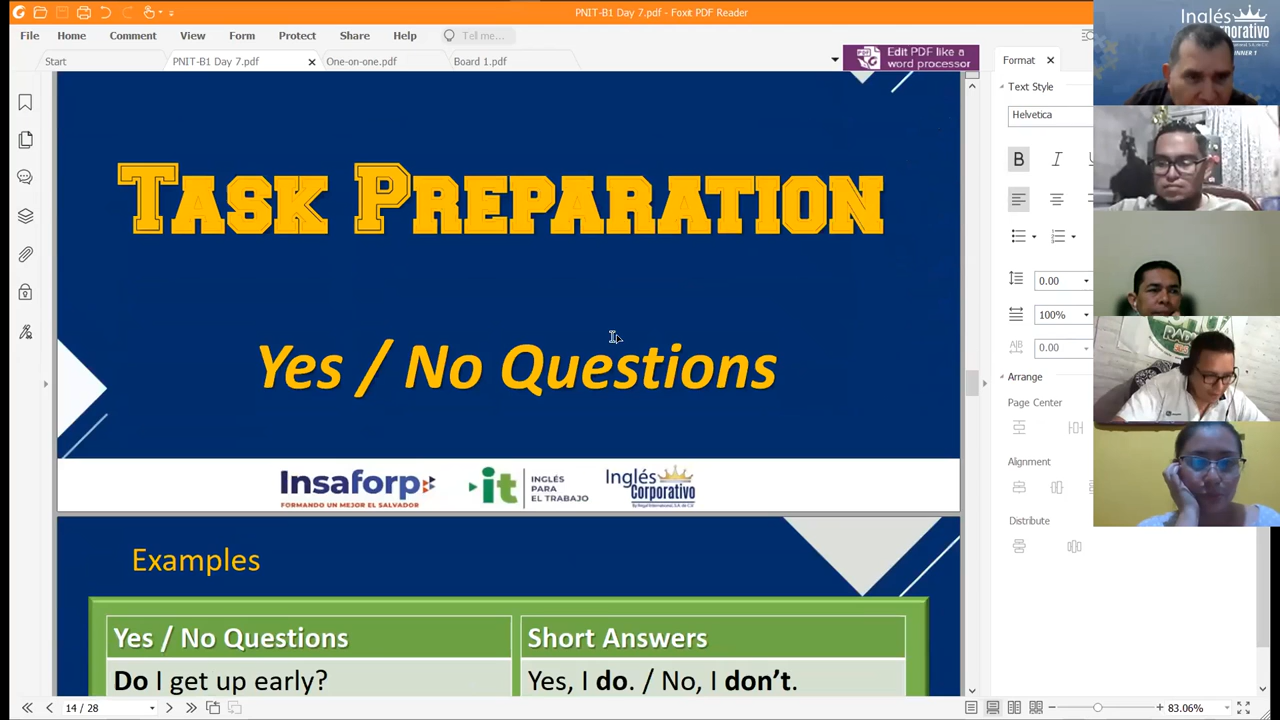 PNIT-B1 Day 7.pdf - Foxit PDF Reader
File Home Comment View Form Protect Share Help Tell me...
Start PNIT-B1 Day 7.pdf One-on-one.pdf Board 1.pdf
Edit PDF like a
word processor
TASK PREPARATION
Yes / No Questions
Insaforp
FORMANDO UN MEJOR EL SALVADOR
it
INGLÉS
PARA
EL TRABAJO
Inglés
Corporativo
Examples
Yes / No Questions Short Answers
Do I get up early? Yes, I do. / No, I don't.
14 / 28
83.06%
Format
Text Style
Helvetica
B I U
0.00
100%
0.00
Arrange
Page Center
Alignment
Distribute
Inglés
Corporativo